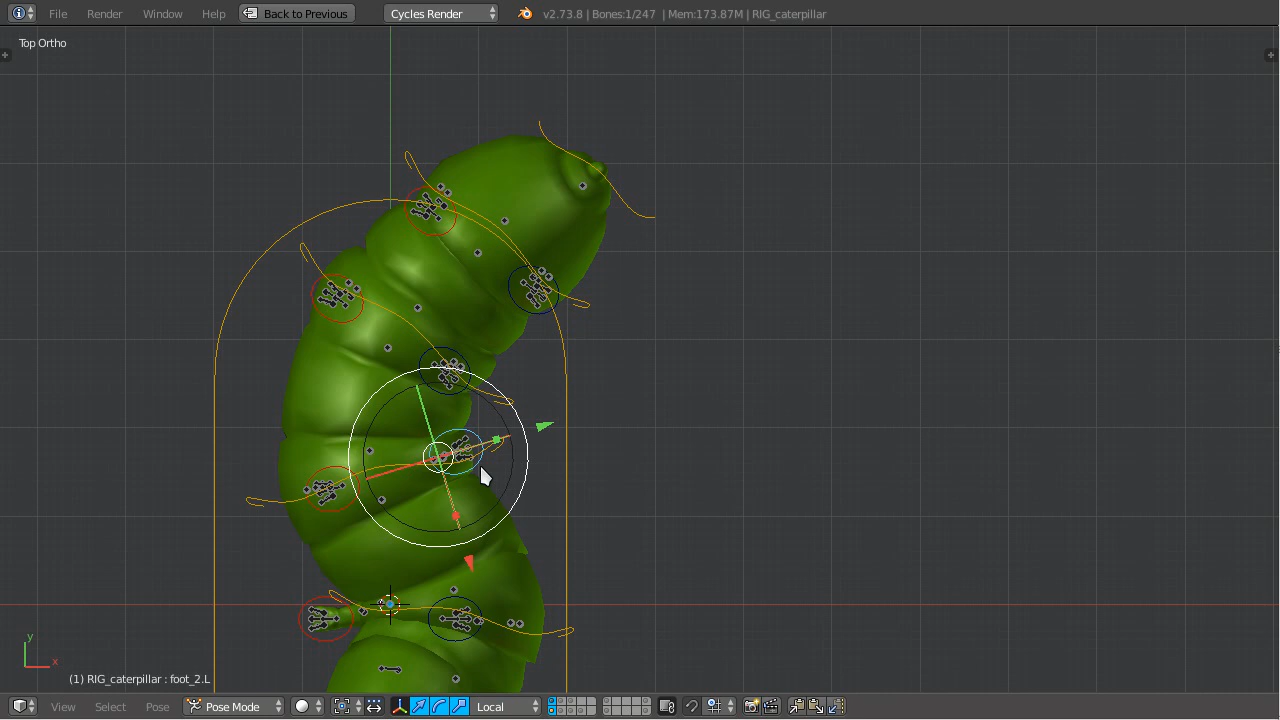 File Render Window Help Back to Previous Cycles Render v2.73.8 | Bones:1/247 | Mem:173.87M | RIG_caterpillar
Top Ortho
y
x
(1) RIG_caterpillar : foot_2.L
View Select Pose Pose Mode Local